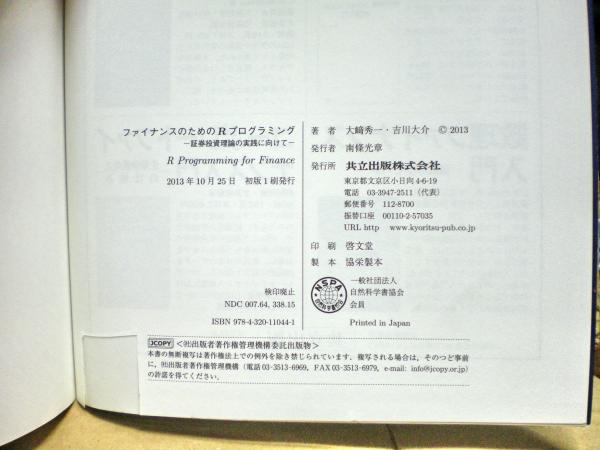 ファイナンスのためのRプログラミング
−証券投資理論の実践に向けて−
R Programming for Finance
2013年10月25日 初版1刷発行
検印廃止
NDC 007.64, 338.15
ISBN 978-4-320-11044-1
著者 大﨑秀一・吉川大介 © 2013
発行者 南條光章
発行所 共立出版株式会社
東京都文京区小日向 4-6-19
電話 03-3947-2511 (代表)
郵便番号 112-8700
振替口座 00110-2-57035
URL http www.kyoritsu-pub.co.jp
印刷 啓文堂
製本 協栄製本
NSPA
一般社団法人
自然科学書協会
会員
Printed in Japan
JCOPY <㈳出版者著作権管理機構委託出版物>
本書の無断複写は著作権法上での例外を除き禁じられています．複写される場合は，そのつど事前
に，㈳出版者著作権管理機構（電話 03-3513-6969，FAX 03-3513-6979，e-mail: info@jcopy.or.jp）
の許諾を得てください．